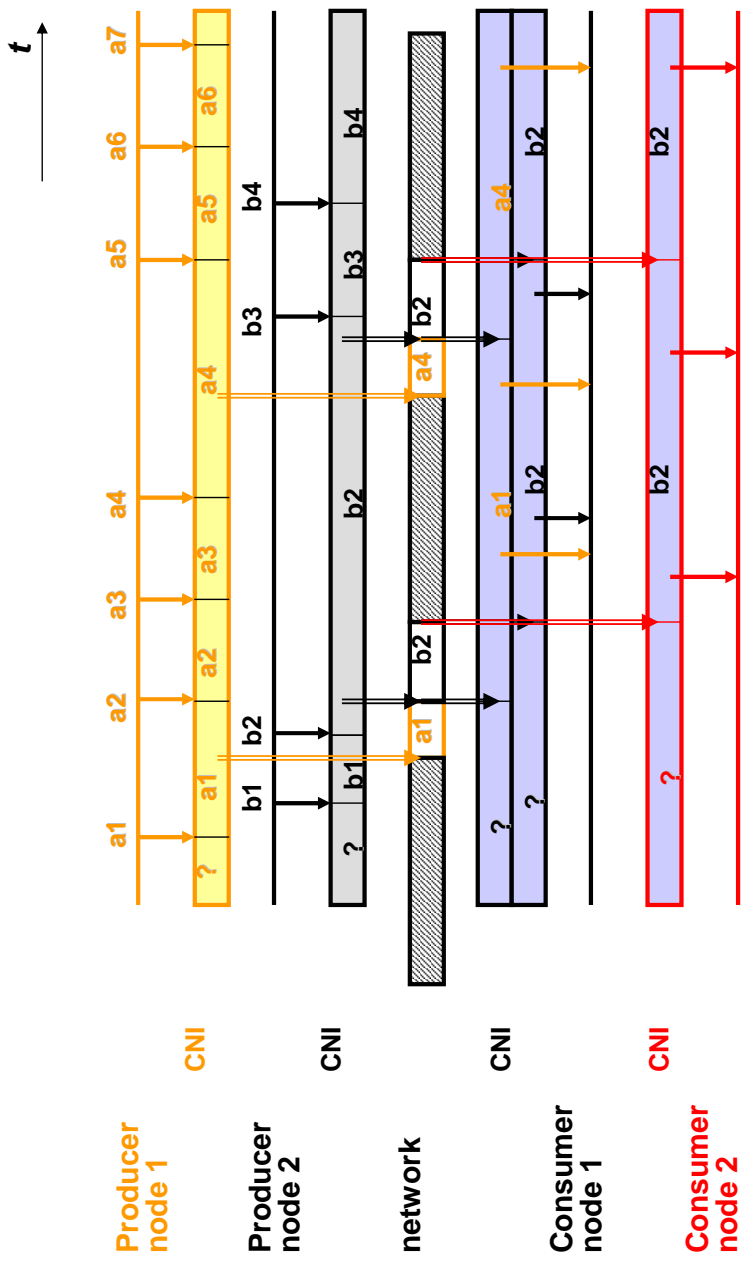 t
Producer a1 a2 a3 a4 a5 a6 a7
node 1
CNI ? a1 a2 a3 a4 a5 a6
Producer b1 b2 b3 b4
node 2
CNI ? b1 b2 b3 b4
network a1 b2 a4 b2
CNI ? a1 a4
? b2 b2
Consumer
node 1
CNI ? b2 b2
Consumer
node 2